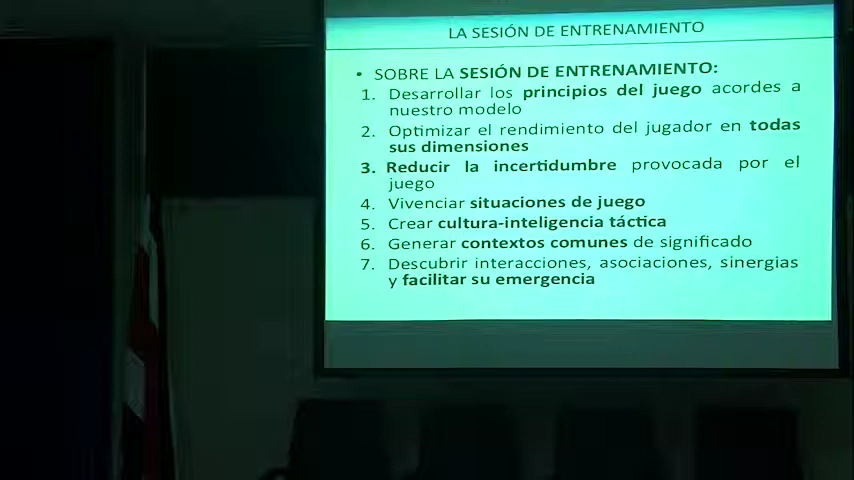 LA SESIÓN DE ENTRENAMIENTO
• SOBRE LA SESIÓN DE ENTRENAMIENTO:
1. Desarrollar los principios del juego acordes a
nuestro modelo
2. Optimizar el rendimiento del jugador en todas
sus dimensiones
3. Reducir la incertidumbre provocada por el
juego
4. Vivenciar situaciones de juego
5. Crear cultura-inteligencia táctica
6. Generar contextos comunes de significado
7. Descubrir interacciones, asociaciones, sinergias
y facilitar su emergencia